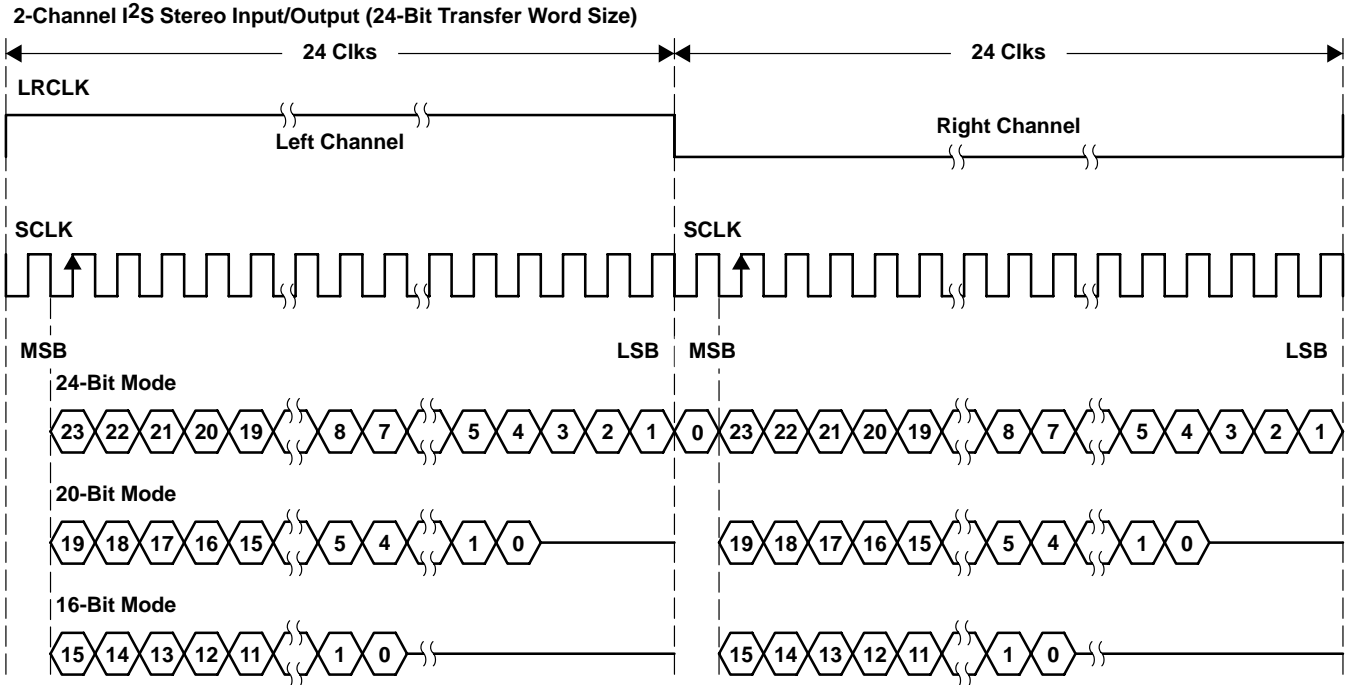 2-Channel I2S Stereo Input/Output (24-Bit Transfer Word Size)
24 Clks 24 Clks
LRCLK
Left Channel Right Channel
SCLK SCLK
MSB LSB MSB LSB
24-Bit Mode
23 22 21 20 19 8 7 5 4 3 2 1 0 23 22 21 20 19 8 7 5 4 3 2 1
20-Bit Mode
19 18 17 16 15 5 4 1 0 19 18 17 16 15 5 4 1 0
16-Bit Mode
15 14 13 12 11 1 0 15 14 13 12 11 1 0